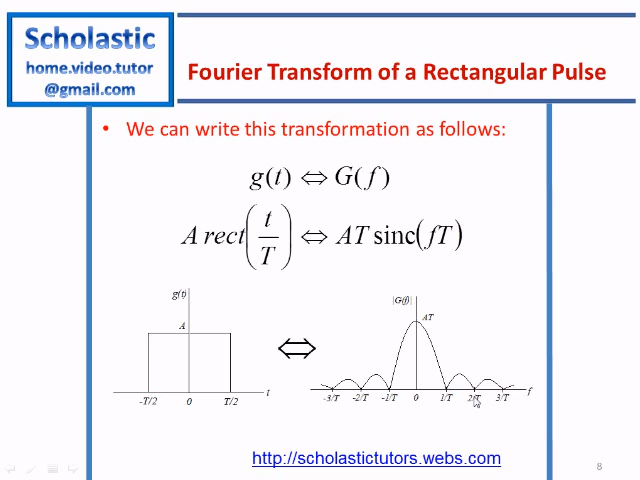 Scholastic
home.video.tutor
@gmail.com
Fourier Transform of a Rectangular Pulse
• We can write this transformation as follows:
g(t) ⇔ G(f)
A rect(t/T) ⇔ AT sinc(fT)
g(t)
A
-T/2 0 T/2 t
⇔
|G(f)|
AT
-3/T -2/T -1/T 0 1/T 2/T 3/T f
http://scholastictutors.webs.com
8